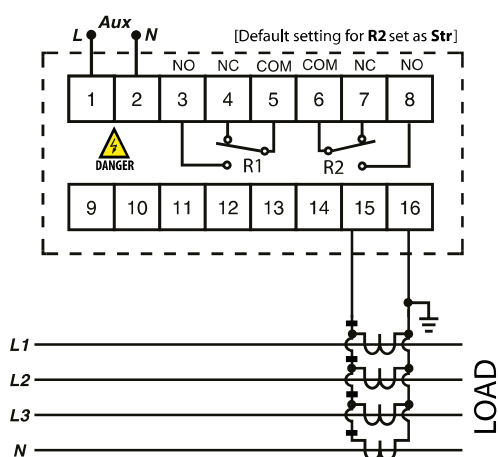 L Aux N
[Default setting for R2 set as Str]
NO NC COM COM NC NO
1 2 3 4 5 6 7 8
DANGER
R1 R2
9 10 11 12 13 14 15 16
L1
L2
L3
N
LOAD